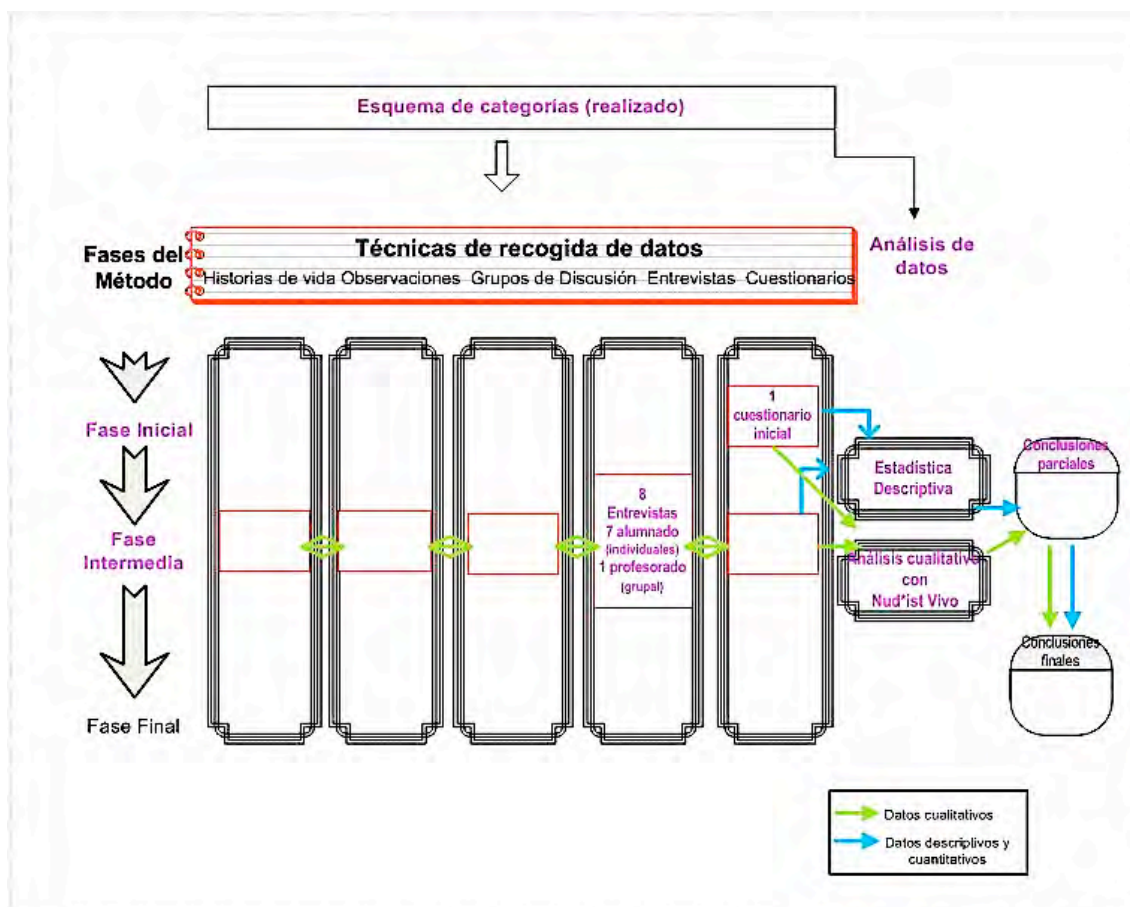 Esquema de categorías (realizado)
Fases del
Método
Técnicas de recogida de datos
Historias de vida Observaciones Grupos de Discusión Entrevistas Cuestionarios
Análisis de
datos
Fase Inicial
1
cuestionario
inicial
Estadística
Descriptiva
Conclusiones
parciales
Fase
Intermedia
8
Entrevistas
7 alumnado
(individuales)
1 profesorado
(grupal)
Análisis cualitativo
con
Nud*ist Vivo
Conclusiones
finales
Fase Final
Datos cualitativos
Datos descriptivos y
cuantitativos